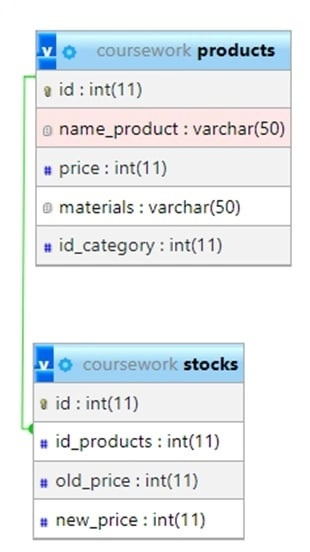 v coursework products
id : int(11)
name_product : varchar(50)
# price : int(11)
materials : varchar(50)
# id_category : int(11)
v coursework stocks
id : int(11)
# id_products : int(11)
# old_price : int(11)
# new_price : int(11)